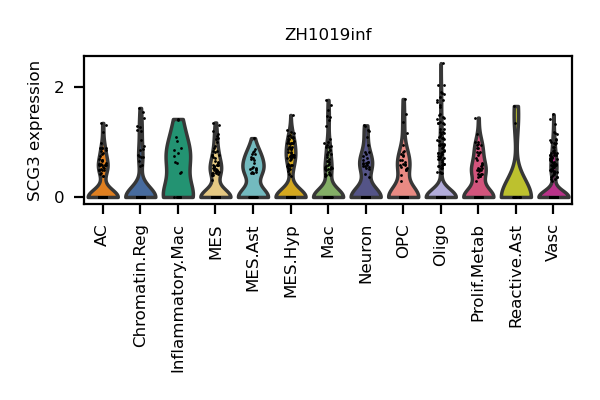 ZH1019inf
SCG3 expression
2
0
AC
Chromatin.Reg
Inflammatory.Mac
MES
MES.Ast
MES.Hyp
Mac
Neuron
OPC
Oligo
Prolif.Metab
Reactive.Ast
Vasc